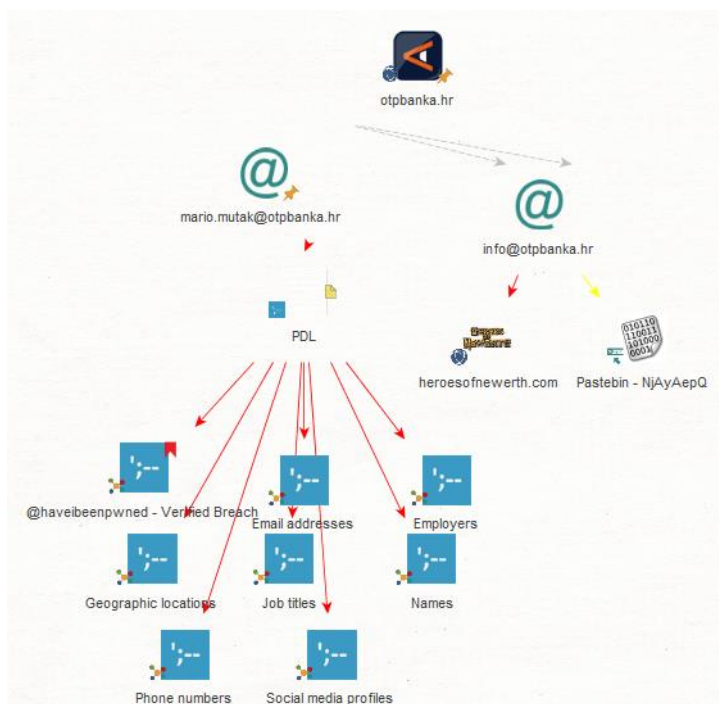 otpbanka.hr
mario.mutak@otpbanka.hr
info@otpbanka.hr
PDL
heroesofnewerth.com
Pastebin - NjAyAepQ
@haveibeenpwned - Verified Breach
Email addresses
Employers
Geographic locations
Job titles
Names
Phone numbers
Social media profiles